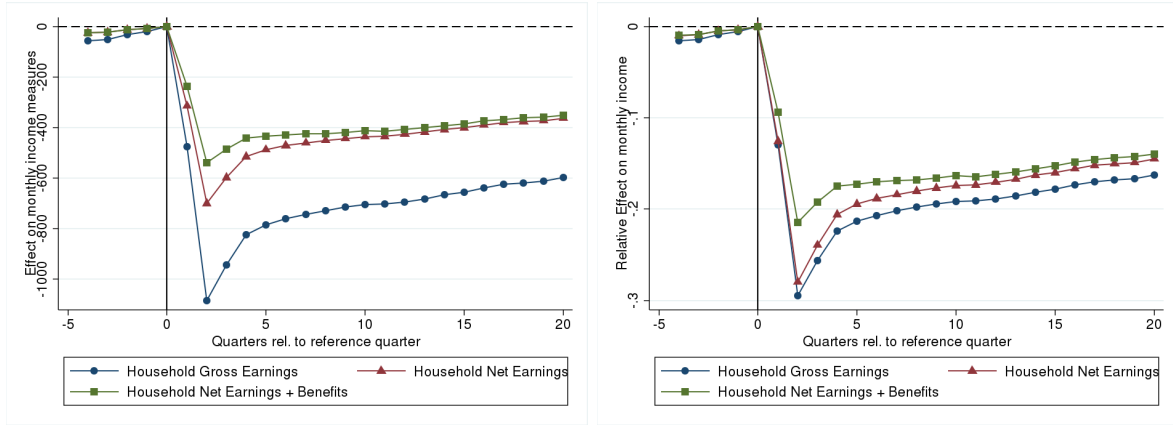 Effect on monthly income measures
0
-200
-400
-600
-800
-1000
-5 0 5 10 15 20
Quarters rel. to reference quarter
Household Gross Earnings Household Net Earnings
Household Net Earnings + Benefits
Relative Effect on monthly income
0
-.1
-.2
-.3
-5 0 5 10 15 20
Quarters rel. to reference quarter
Household Gross Earnings Household Net Earnings
Household Net Earnings + Benefits